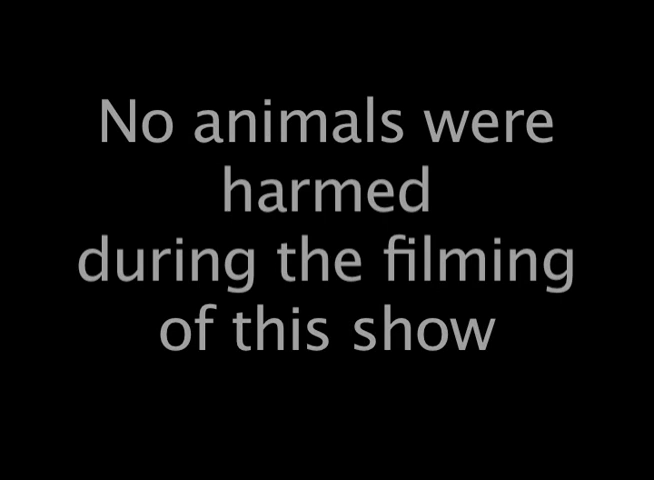 No animals were
harmed
during the filming
of this show